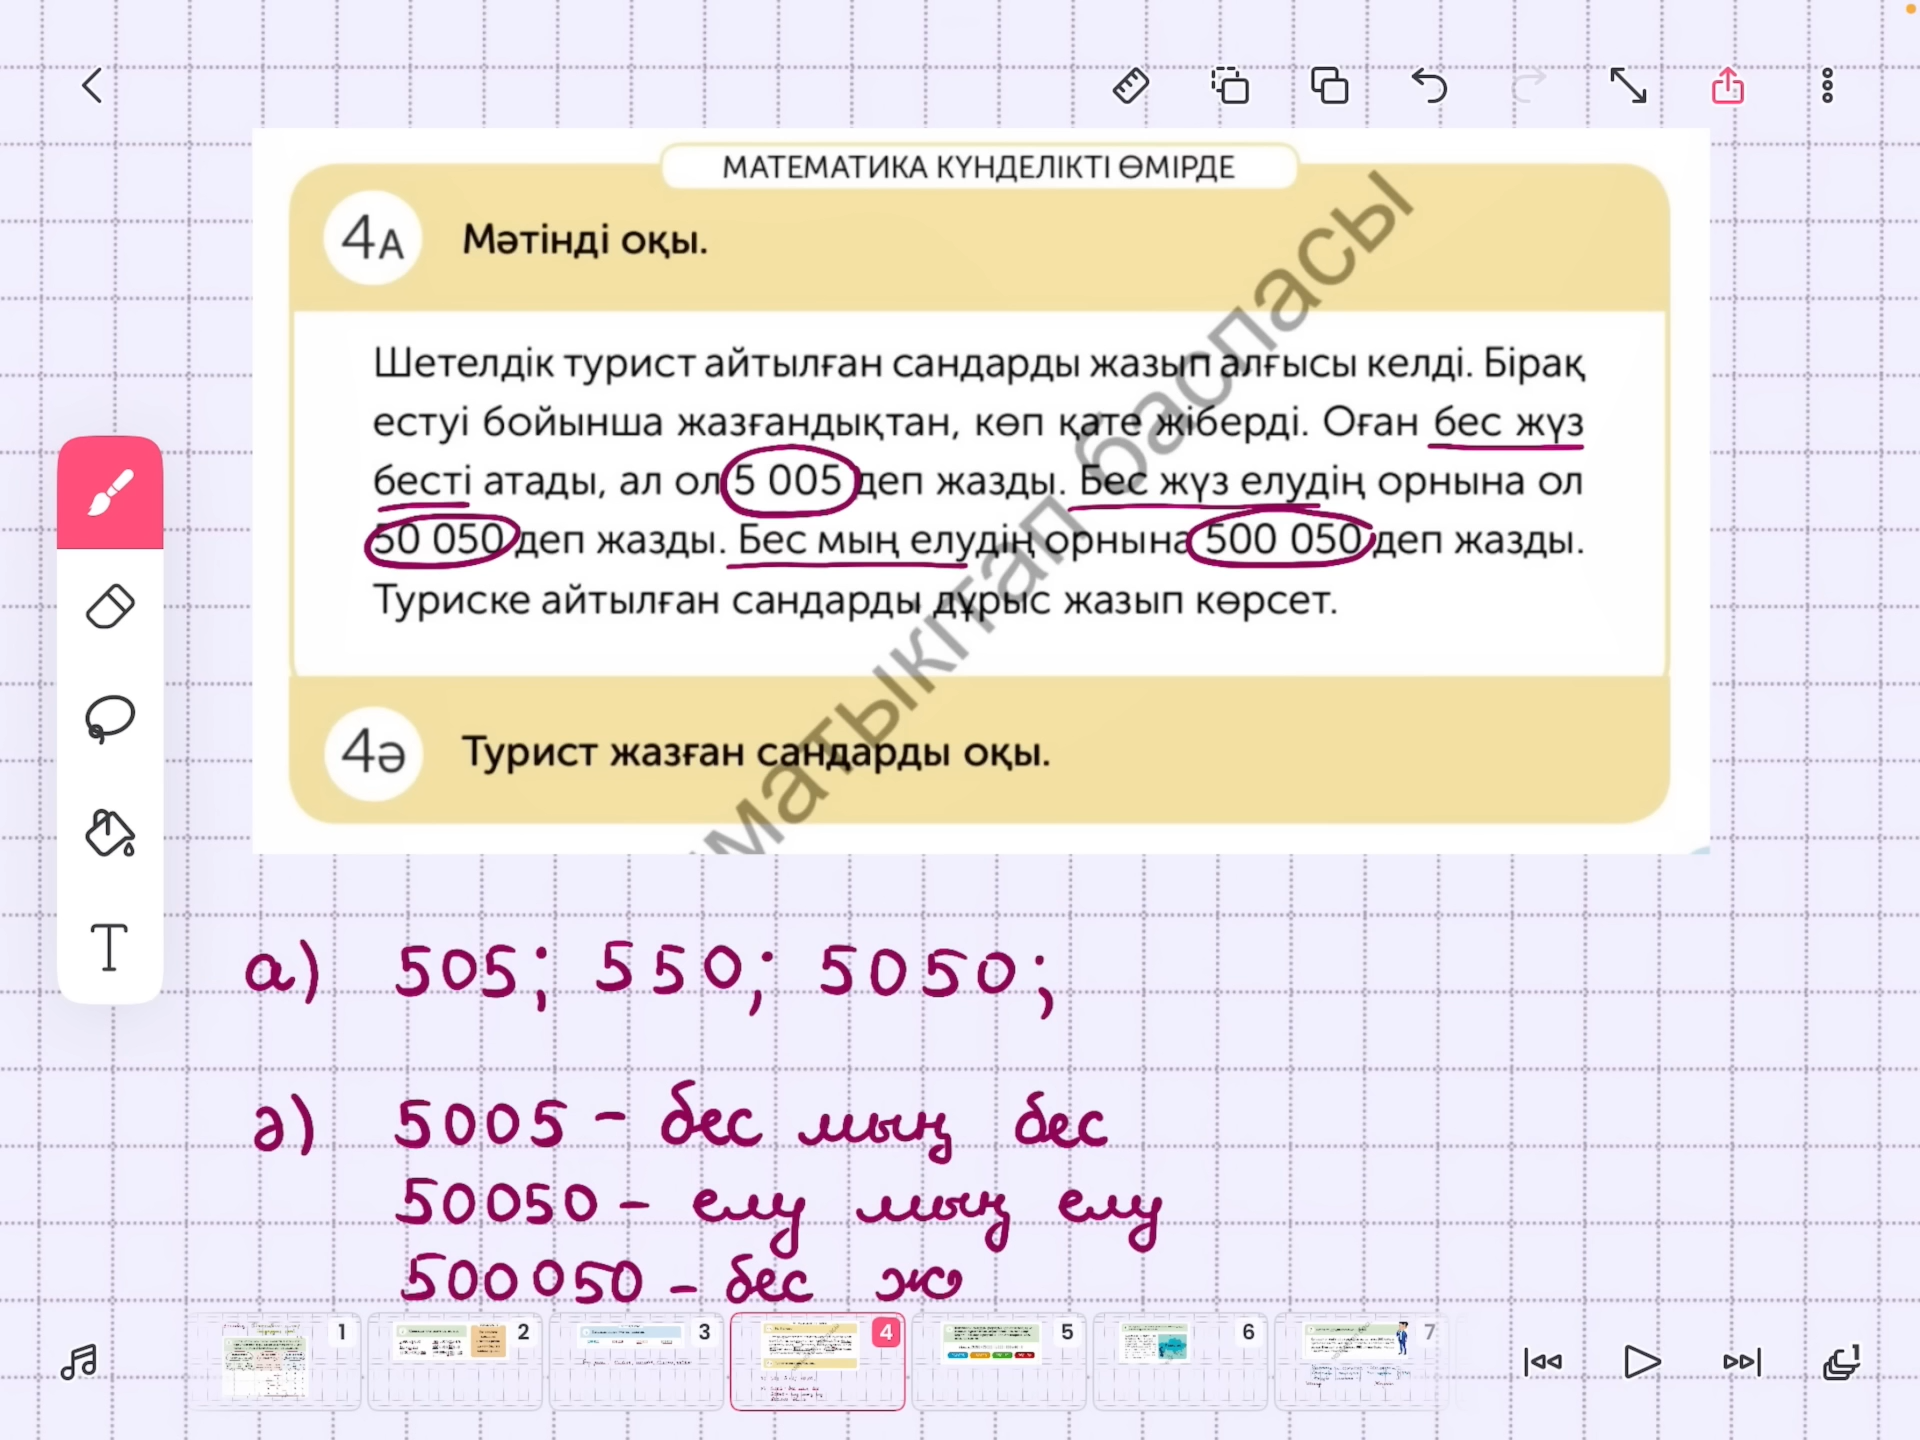 МАТЕМАТИКА КҮНДЕЛІКТІ ӨМІРДЕ
4А Мәтінді оқы.
Шетелдік турист айтылған сандарды жазып алғысы келді. Бірақ
естуі бойынша жазғандықтан, көп қате жіберді. Оған бес жүз
бесті атады, ал ол 5 005 деп жазды. Бес жүз елудің орнына ол
50 050 деп жазды. Бес мың елудің орнына 500 050 деп жазды.
Туриске айтылған сандарды дұрыс жазып көрсет.
4ә Турист жазған сандарды оқы.
матыкітап баспасы
а) 505; 550; 5050;
ә) 5005 - бес мың бес
50050 - елу мың елу
500050 - бес ж
1 2 3 4 5 6 7
T
1